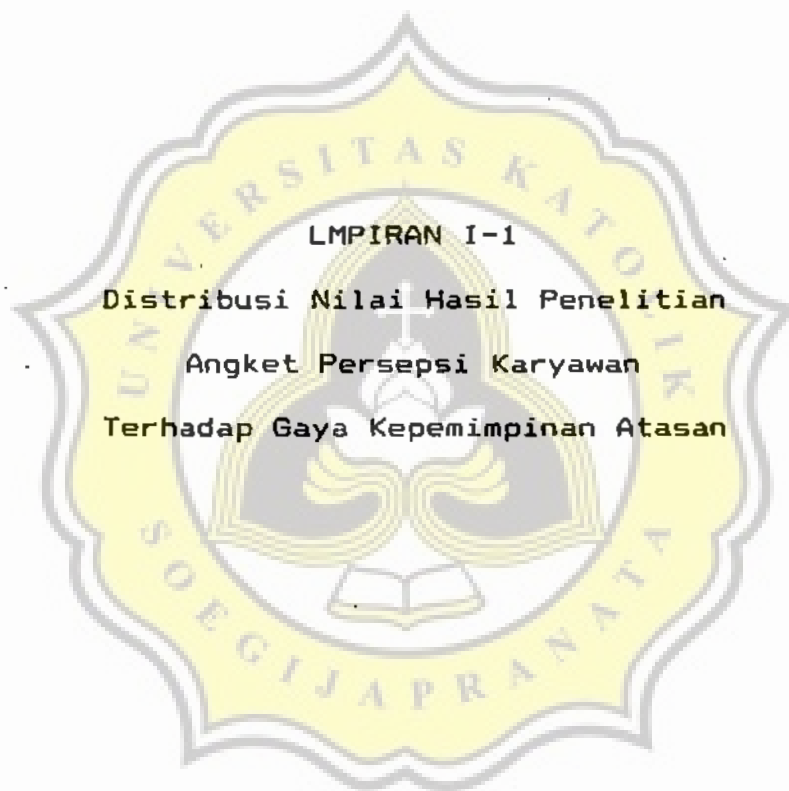 LMPIRAN I-1
Distribusi Nilai Hasil Penelitian
Angket Persepsi Karyawan
Terhadap Gaya Kepemimpinan Atasan
UNIVERSITAS KATOLIK
SOEGIJAPRANATA